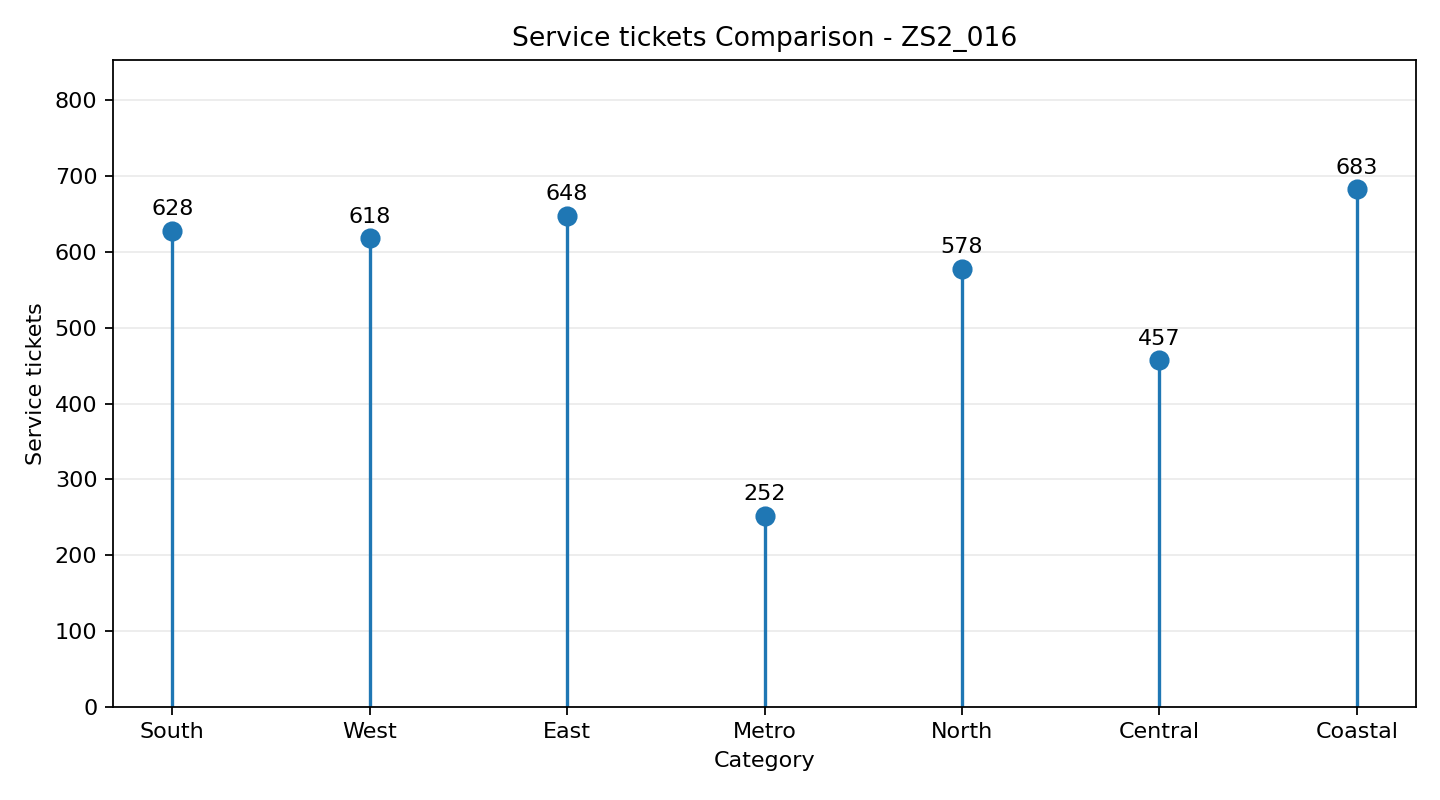 Service tickets Comparison - ZS2_016
Service tickets
800
700
600
500
400
300
200
100
0
628
618
648
252
578
457
683
South
West
East
Metro
North
Central
Coastal
Category